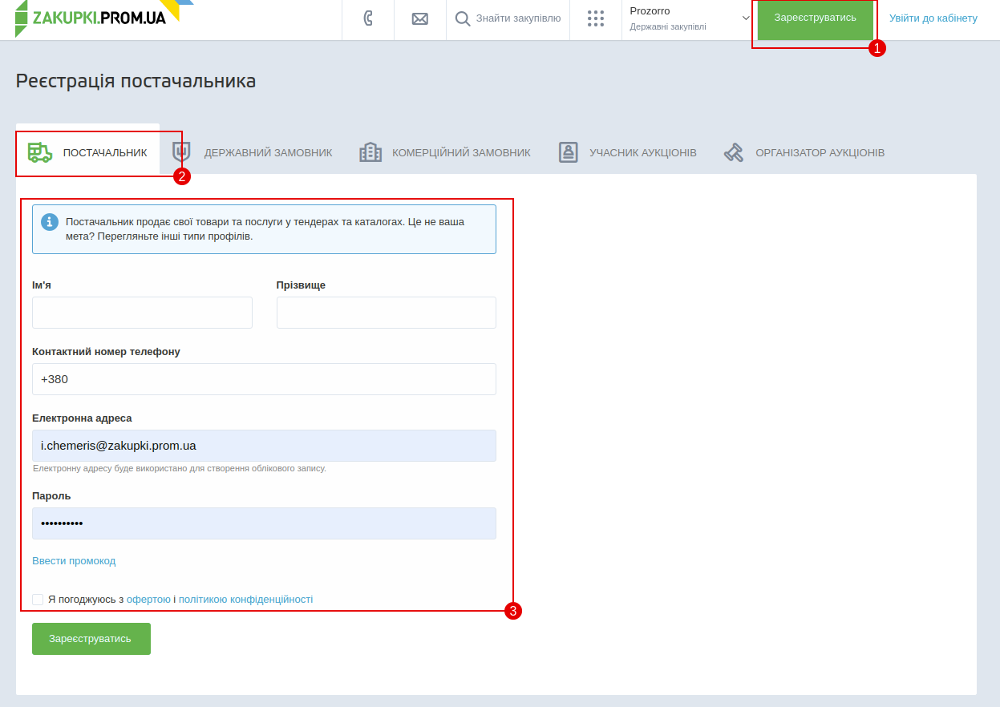 ZAKUPKI.PROM.UA
Знайти закупівлю
Prozorro
Державні закупівлі
Зареєструватись
Увійти до кабінету
1
Реєстрація постачальника
ПОСТАЧАЛЬНИК
ДЕРЖАВНИЙ ЗАМОВНИК
КОМЕРЦІЙНИЙ ЗАМОВНИК
УЧАСНИК АУКЦІОНІВ
ОРГАНІЗАТОР АУКЦІОНІВ
2
Постачальник продає свої товари та послуги у тендерах та каталогах. Це не ваша
мета? Перегляньте інші типи профілів.
Ім'я
Прізвище
Контактний номер телефону
+380
Електронна адреса
i.chemeris@zakupki.prom.ua
Електронну адресу буде використано для створення облікового запису.
Пароль
••••••••••
Ввести промокод
Я погоджуюсь з офертою і політикою конфіденційності
3
Зареєструватись